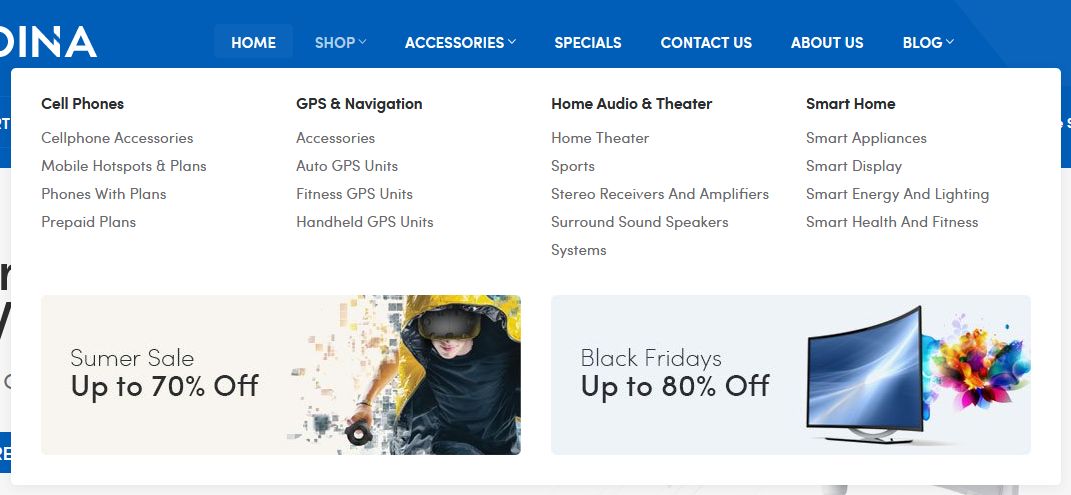 DINA
HOME SHOP ACCESSORIES SPECIALS CONTACT US ABOUT US BLOG
Cell Phones
Cellphone Accessories
Mobile Hotspots & Plans
Phones With Plans
Prepaid Plans
GPS & Navigation
Accessories
Auto GPS Units
Fitness GPS Units
Handheld GPS Units
Home Audio & Theater
Home Theater
Sports
Stereo Receivers And Amplifiers
Surround Sound Speakers
Systems
Smart Home
Smart Appliances
Smart Display
Smart Energy And Lighting
Smart Health And Fitness
Sumer Sale
Up to 70% Off
Black Fridays
Up to 80% Off